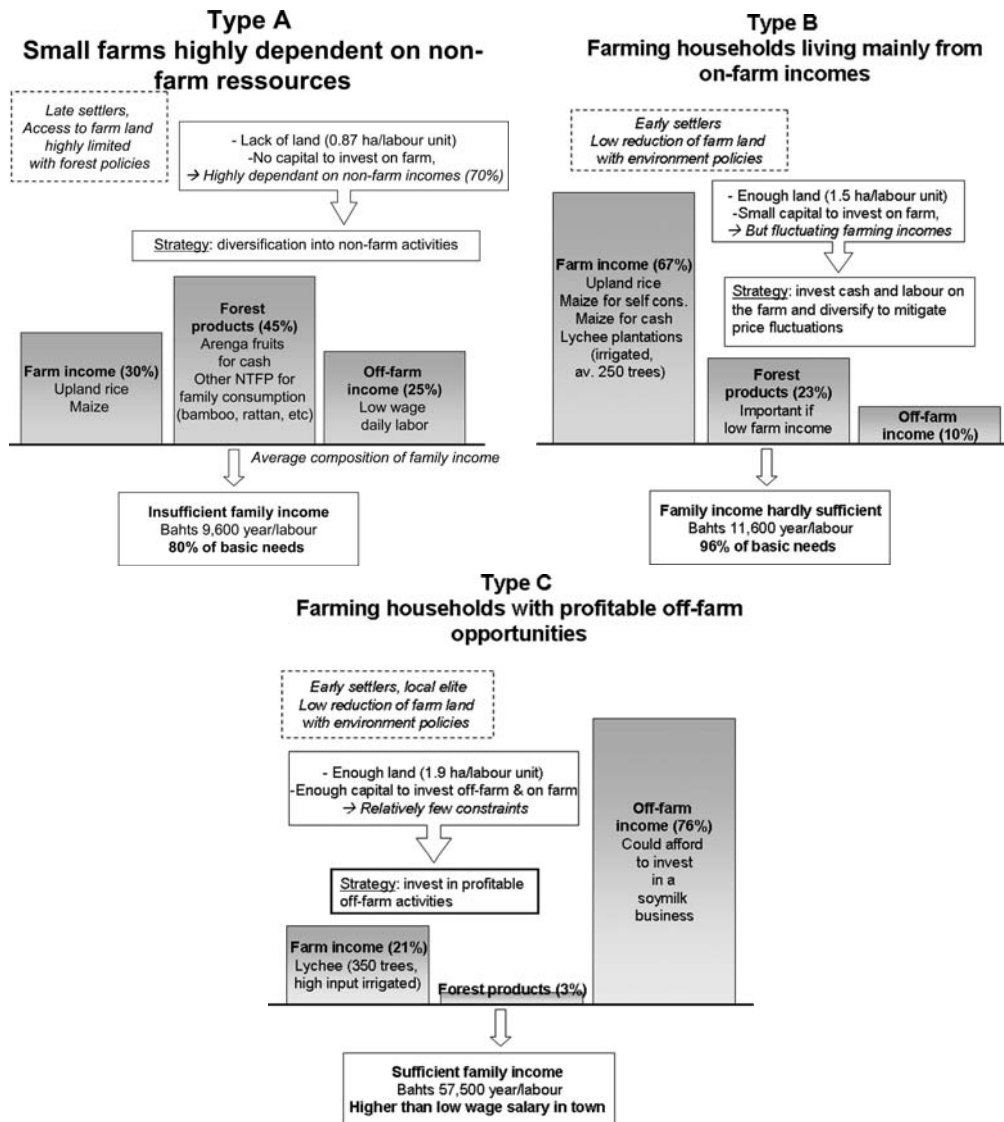 Type A
Small farms highly dependent on non-
farm ressources
Late settlers,
Access to farm land
highly limited
with forest policies
- Lack of land (0.87 ha/labour unit)
-No capital to invest on farm,
→ Highly dependant on non-farm incomes (70%)
Strategy: diversification into non-farm activities
Farm income (30%)
Upland rice
Maize
Forest
products (45%)
Arenga fruits
for cash
Other NTFP for
family consumption
(bamboo, rattan, etc)
Off-farm
income (25%)
Low wage
daily labor
Average composition of family income
Insufficient family income
Bahts 9,600 year/labour
80% of basic needs
Type B
Farming households living mainly from
on-farm incomes
Early settlers
Low reduction of farm land
with environment policies
- Enough land (1.5 ha/labour unit)
-Small capital to invest on farm,
→ But fluctuating farming incomes
Strategy: invest cash and labour on
the farm and diversify to mitigate
price fluctuations
Farm income (67%)
Upland rice
Maize for self cons.
Maize for cash
Lychee plantations
(irrigated,
av. 250 trees)
Forest
products (23%)
Important if
low farm income
Off-farm
income (10%)
Family income hardly sufficient
Bahts 11,600 year/labour
96% of basic needs
Type C
Farming households with profitable off-farm
opportunities
Early settlers, local elite
Low reduction of farm land
with environment policies
- Enough land (1.9 ha/labour unit)
-Enough capital to invest off-farm & on farm
→ Relatively few constraints
Strategy: invest in profitable
off-farm activities
Farm income (21%)
Lychee (350 trees,
high input irrigated)
Forest products (3%)
Off-farm
income (76%)
Could afford
to invest
in a
soymilk
business
Sufficient family income
Bahts 57,500 year/labour
Higher than low wage salary in town